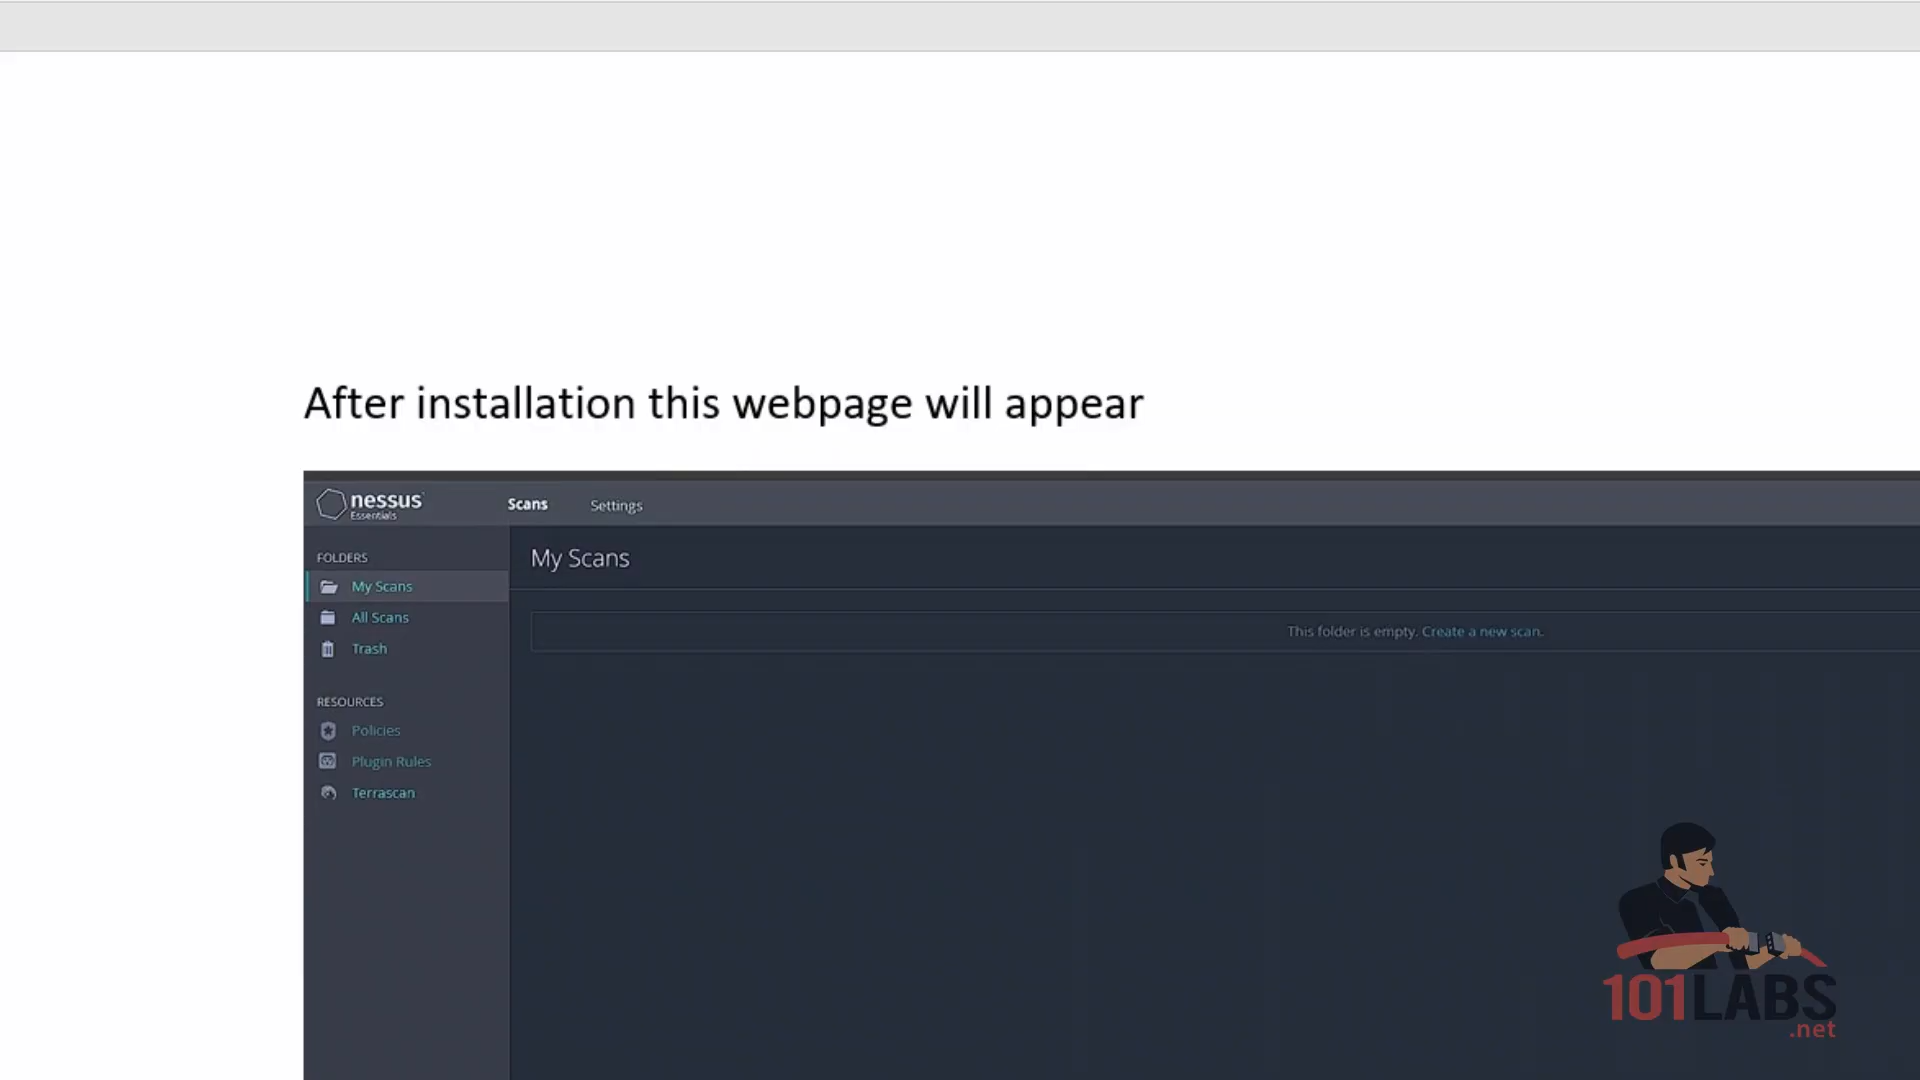 After installation this webpage will appear
nessus
Essentials
Scans
Settings
FOLDERS
My Scans
All Scans
Trash
RESOURCES
Policies
Plugin Rules
Terrascan
My Scans
This folder is empty. Create a new scan.
101LABS
.net